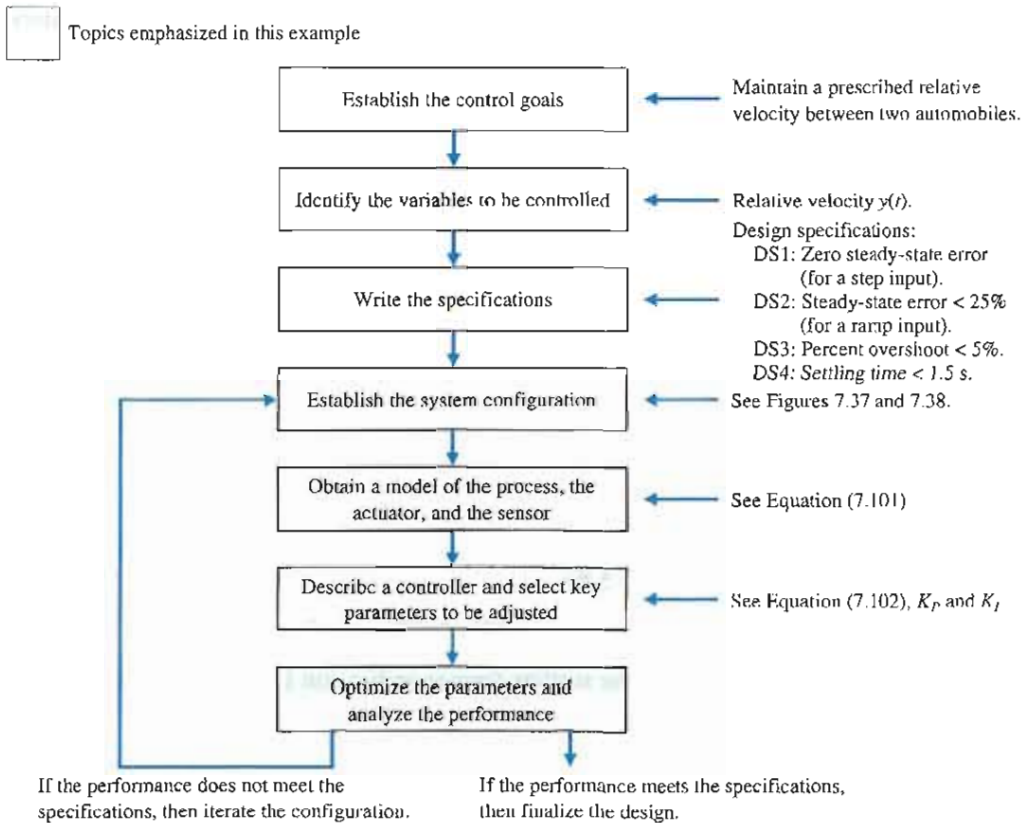 Topics emphasized in this example
Establish the control goals
Maintain a prescribed relative
velocity between two automobiles.
Identify the variables to be controlled
Relative velocity y(t).
Write the specifications
Design specifications:
DS1: Zero steady-state error
(for a step input).
DS2: Steady-state error < 25%
(for a ramp input).
DS3: Percent overshoot < 5%.
DS4: Settling time < 1.5 s.
Establish the system configuration
See Figures 7.37 and 7.38.
Obtain a model of the process, the
actuator, and the sensor
See Equation (7.101)
Describe a controller and select key
parameters to be adjusted
See Equation (7.102), K_P and K_I
Optimize the parameters and
analyze the performance
If the performance does not meet the
specifications, then iterate the configuration.
If the performance meets the specifications,
then finalize the design.